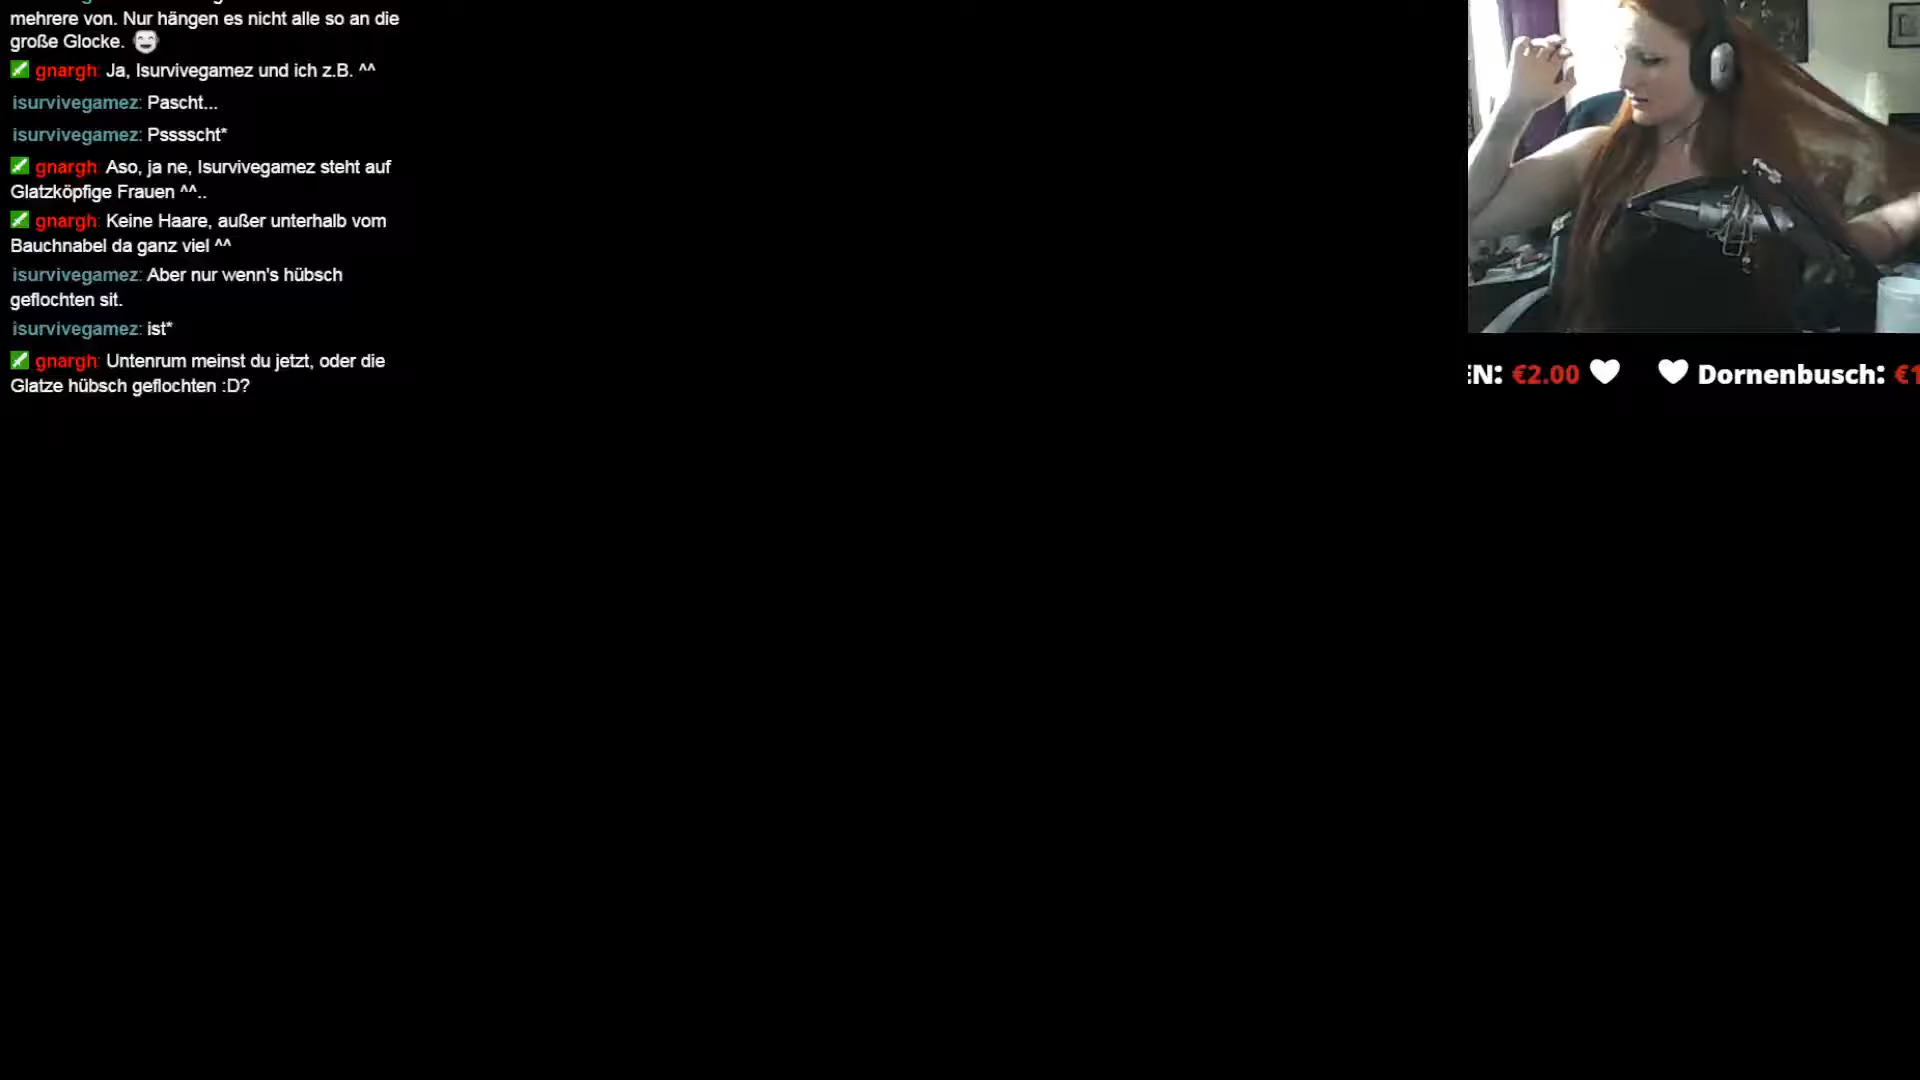 mehrere von. Nur hängen es nicht alle so an die
große Glocke.
gnargh: Ja, Isurvivegamez und ich z.B. ^^
isurvivegamez: Pascht...
isurvivegamez: Psssscht*
gnargh: Aso, ja ne, Isurvivegamez steht auf
Glatzköpfige Frauen ^^..
gnargh: Keine Haare, außer unterhalb vom
Bauchnabel da ganz viel ^^
isurvivegamez: Aber nur wenn's hübsch
geflochten sit.
isurvivegamez: ist*
gnargh: Untenrum meinst du jetzt, oder die
Glatze hübsch geflochten :D?
EN: €2.00 Dornenbusch: €1